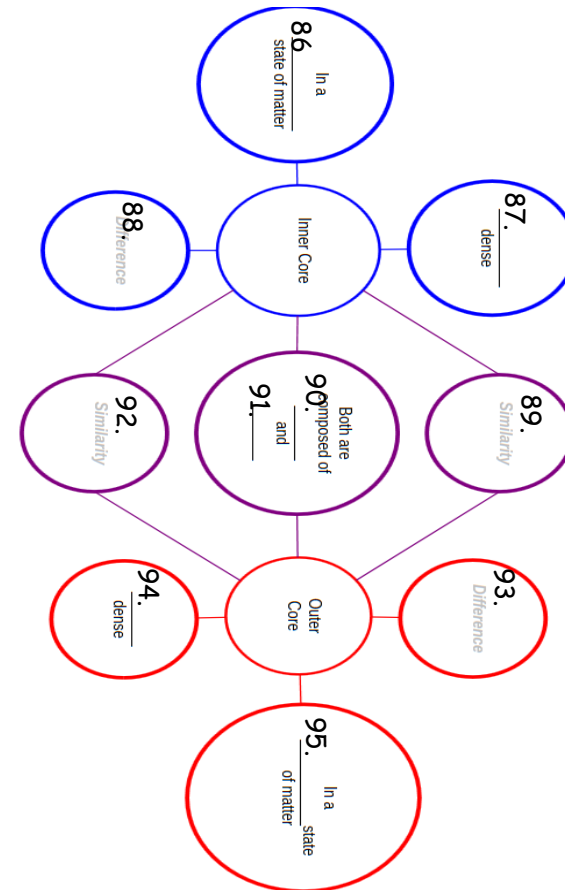 86
In a
state of matter
87.
dense
88.
Difference
Inner Core
89.
Similarity
90.
Both are
composed of
and
91.
92.
Similarity
93.
Difference
94.
dense
Outer
Core
95.
In a
state
of matter